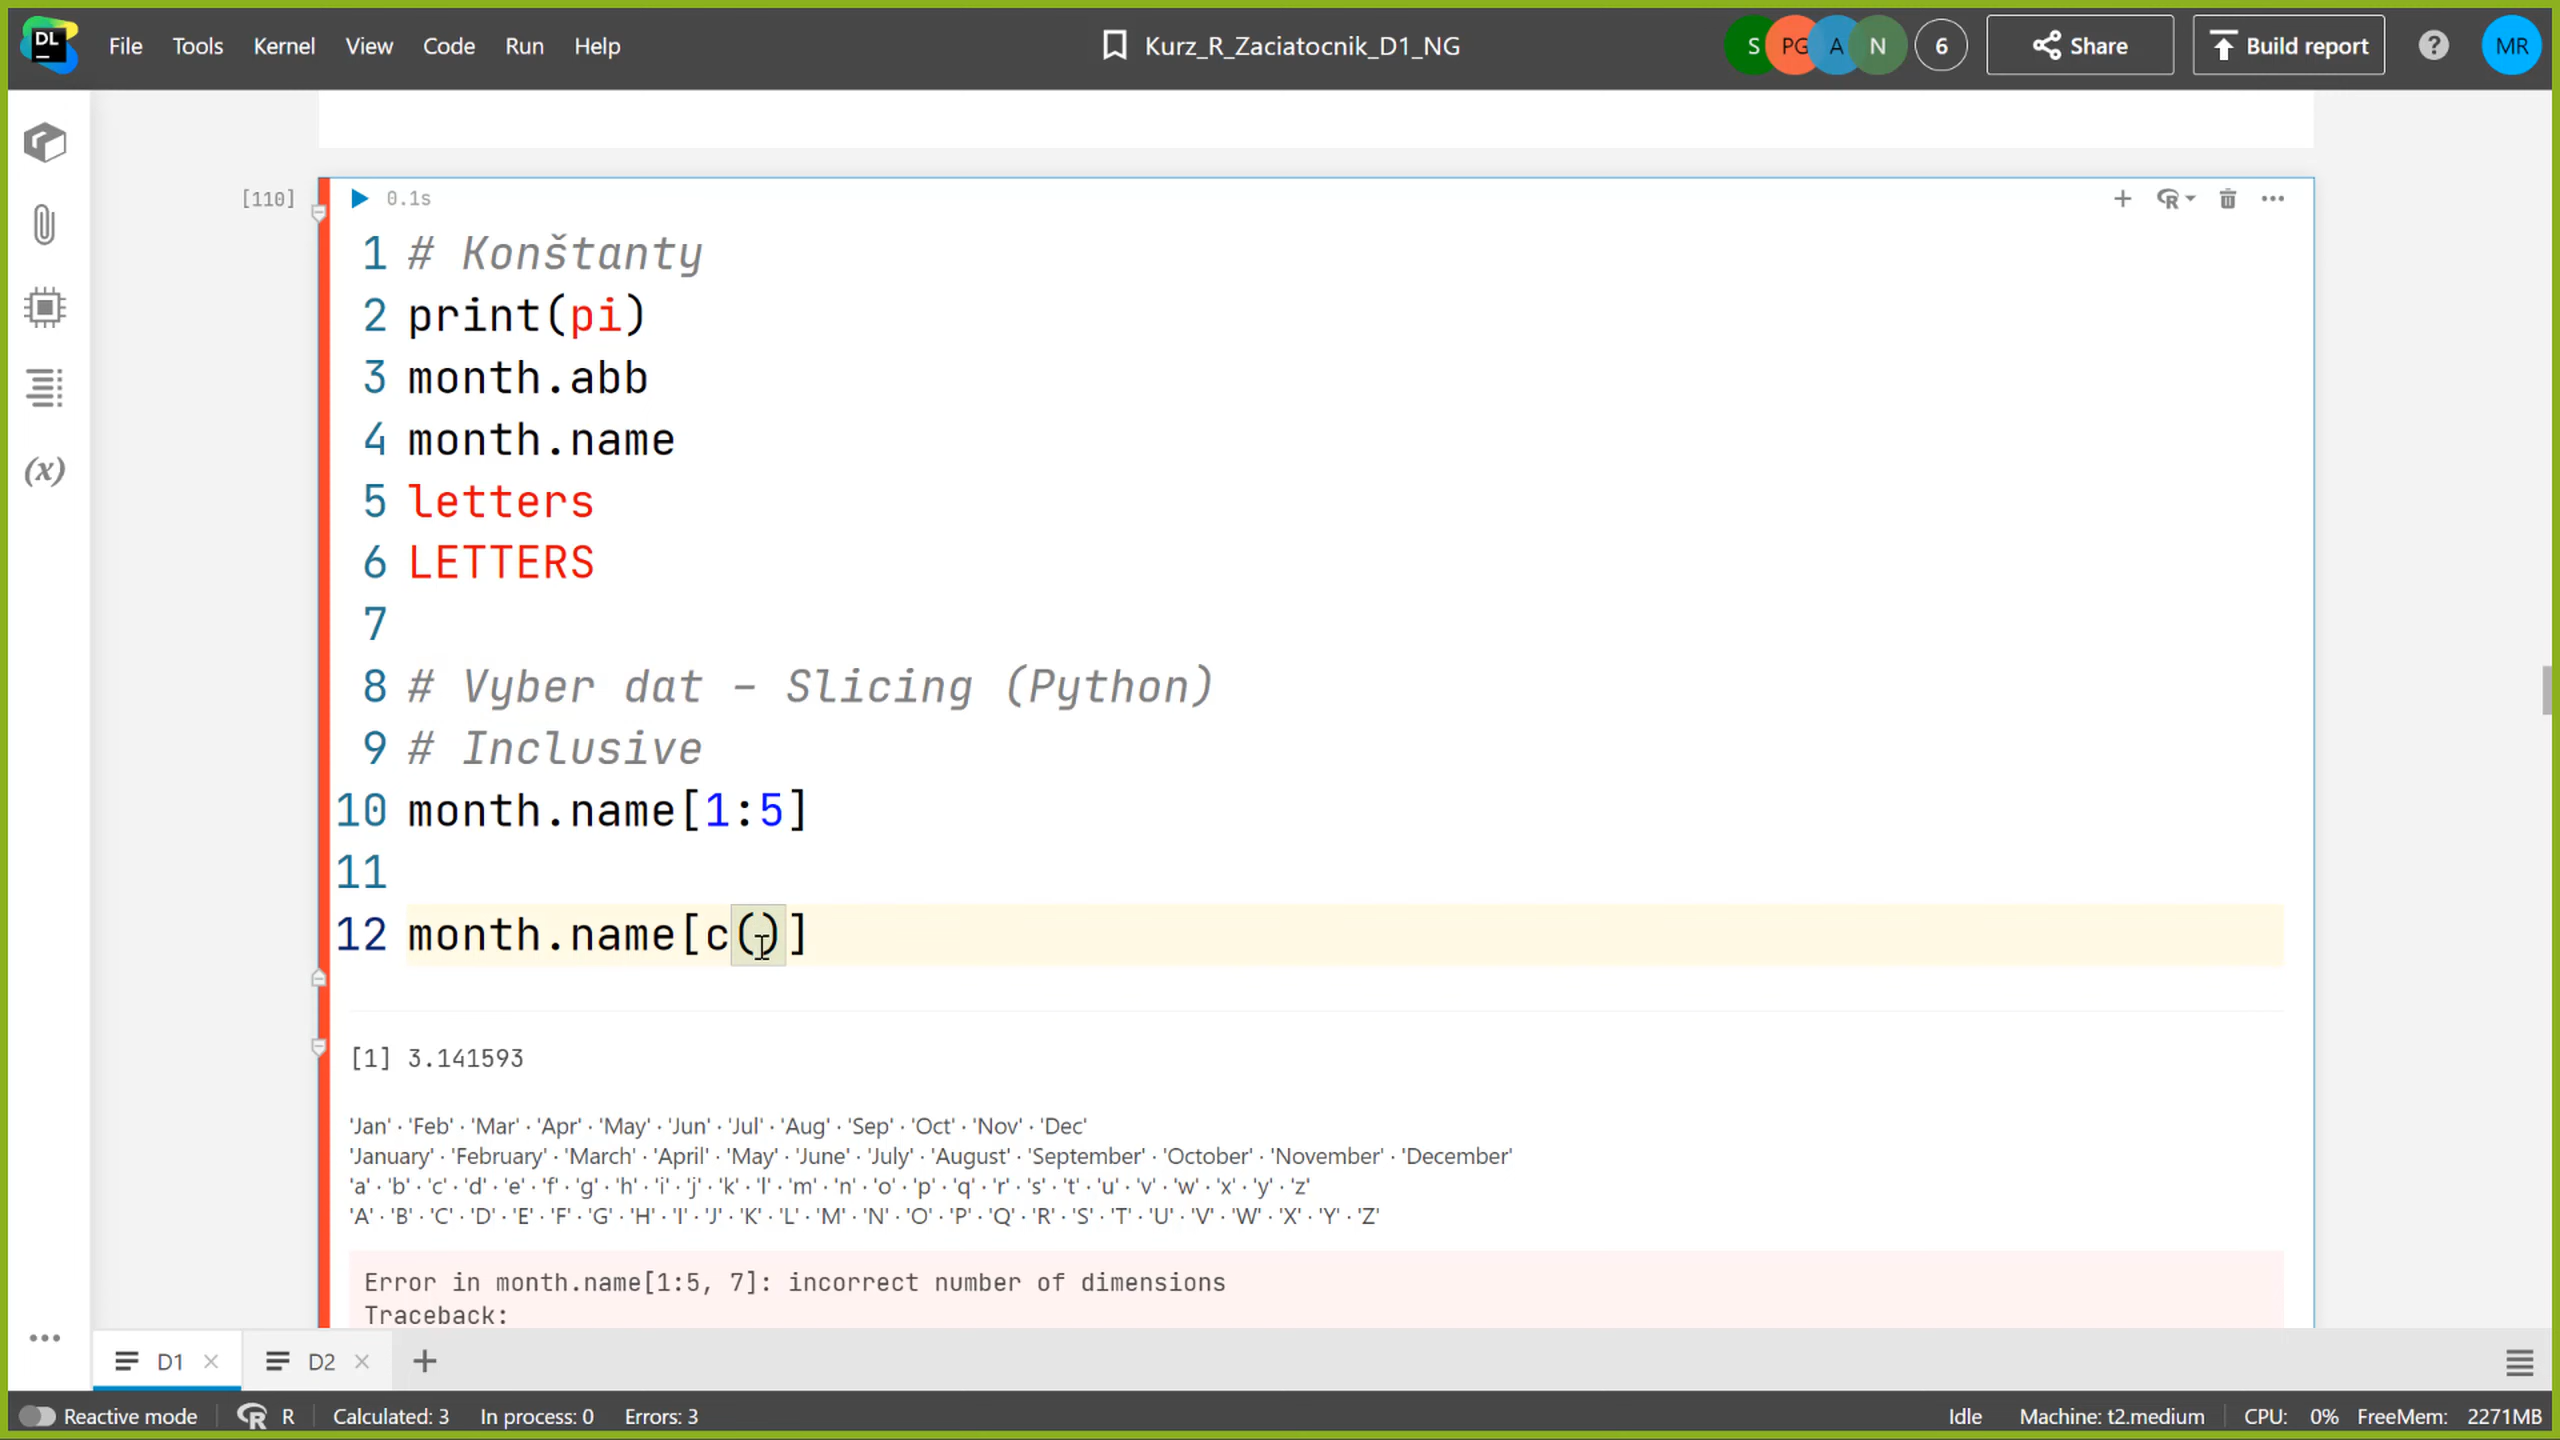 DL File Tools Kernel View Code Run Help Kurz_R_Zaciatocnik_D1_NG S PG A N 6 Share Build report ? MR
[110] 0.1s
1 # Konštanty
2 print(pi)
3 month.abb
4 month.name
5 letters
6 LETTERS
7
8 # Vyber dat - Slicing (Python)
9 # Inclusive
10 month.name[1:5]
11
12 month.name[c()]
(x)
[1] 3.141593
'Jan' · 'Feb' · 'Mar' · 'Apr' · 'May' · 'Jun' · 'Jul' · 'Aug' · 'Sep' · 'Oct' · 'Nov' · 'Dec'
'January' · 'February' · 'March' · 'April' · 'May' · 'June' · 'July' · 'August' · 'September' · 'October' · 'November' · 'December'
'a' · 'b' · 'c' · 'd' · 'e' · 'f' · 'g' · 'h' · 'i' · 'j' · 'k' · 'l' · 'm' · 'n' · 'o' · 'p' · 'q' · 'r' · 's' · 't' · 'u' · 'v' · 'w' · 'x' · 'y' · 'z'
'A' · 'B' · 'C' · 'D' · 'E' · 'F' · 'G' · 'H' · 'I' · 'J' · 'K' · 'L' · 'M' · 'N' · 'O' · 'P' · 'Q' · 'R' · 'S' · 'T' · 'U' · 'V' · 'W' · 'X' · 'Y' · 'Z'
Error in month.name[1:5, 7]: incorrect number of dimensions
Traceback:
D1 D2
Reactive mode R Calculated: 3 In process: 0 Errors: 3 Idle Machine: t2.medium CPU: 0% FreeMem: 2271MB